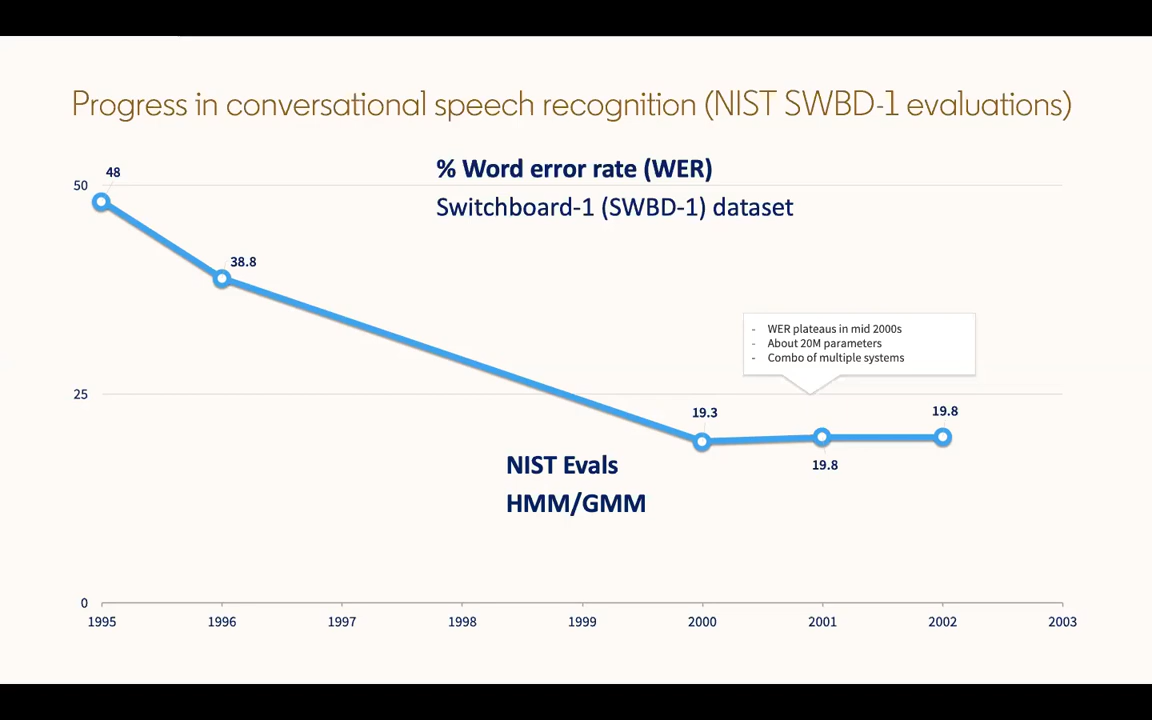 Progress in conversational speech recognition (NIST SWBD-1 evaluations)
% Word error rate (WER)
Switchboard-1 (SWBD-1) dataset
48
50
38.8
- WER plateaus in mid 2000s
- About 20M parameters
- Combo of multiple systems
25
19.3
19.8
19.8
NIST Evals
HMM/GMM
0
1995 1996 1997 1998 1999 2000 2001 2002 2003